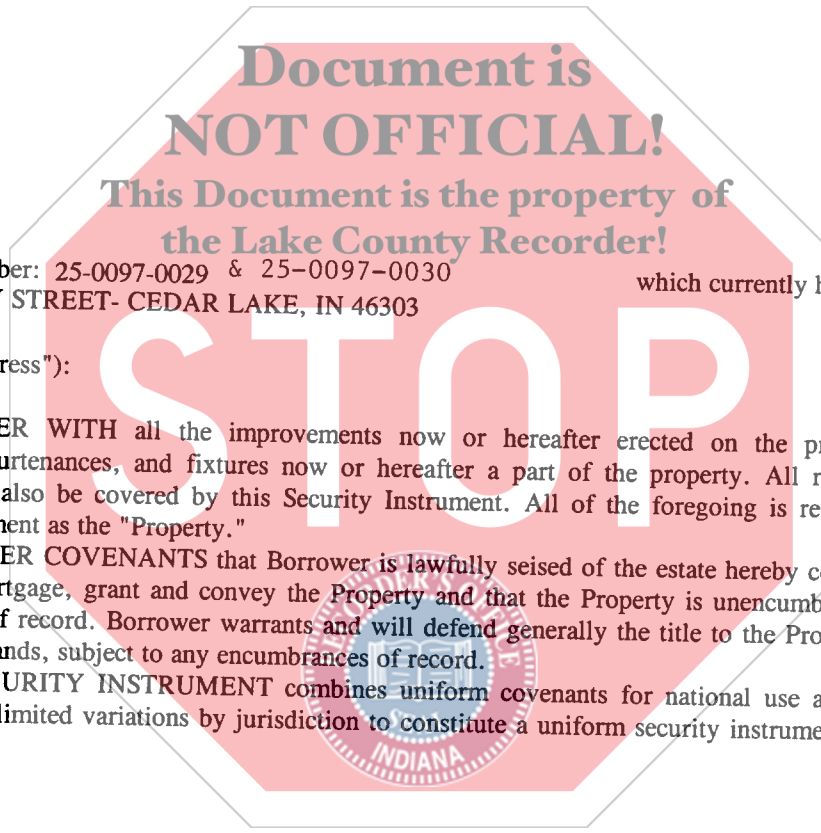 Document is
NOT OFFICIAL!
This Document is the property of
the Lake County Recorder!
ber: 25-0097-0029 & 25-0097-0030 which currently h
STREET- CEDAR LAKE, IN 46303
ress"):
STOP
ER WITH all the improvements now or hereafter erected on the pr
urtenances, and fixtures now or hereafter a part of the property. All r
also be covered by this Security Instrument. All of the foregoing is re
nent as the "Property."
ER COVENANTS that Borrower is lawfully seised of the estate hereby c
rtgage, grant and convey the Property and that the Property is unencumb
f record. Borrower warrants and will defend generally the title to the Pro
ands, subject to any encumbrances of record.
URITY INSTRUMENT combines uniform covenants for national use a
limited variations by jurisdiction to constitute a uniform security instrume
ORDER'S OFFICE
INDIANA